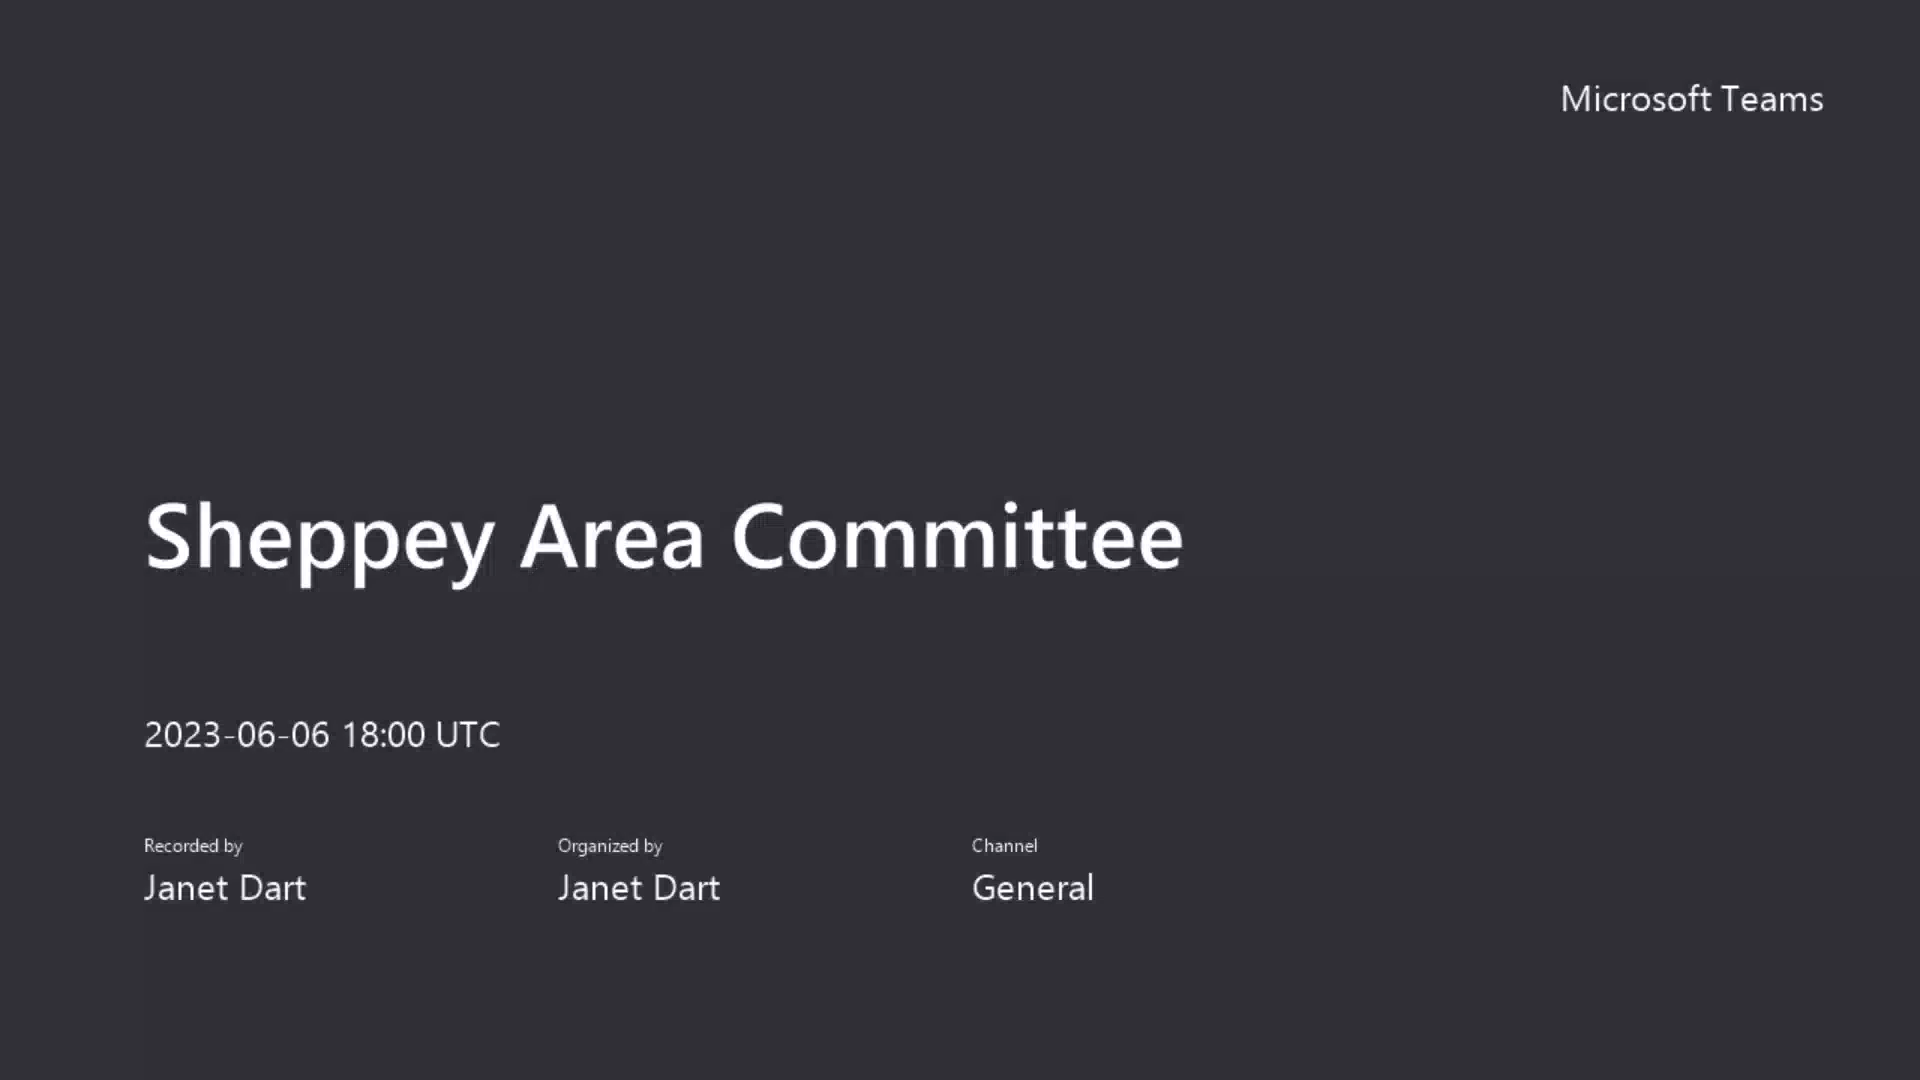 Microsoft Teams
Sheppey Area Committee
2023-06-06 18:00 UTC
Recorded by
Janet Dart
Organized by
Janet Dart
Channel
General